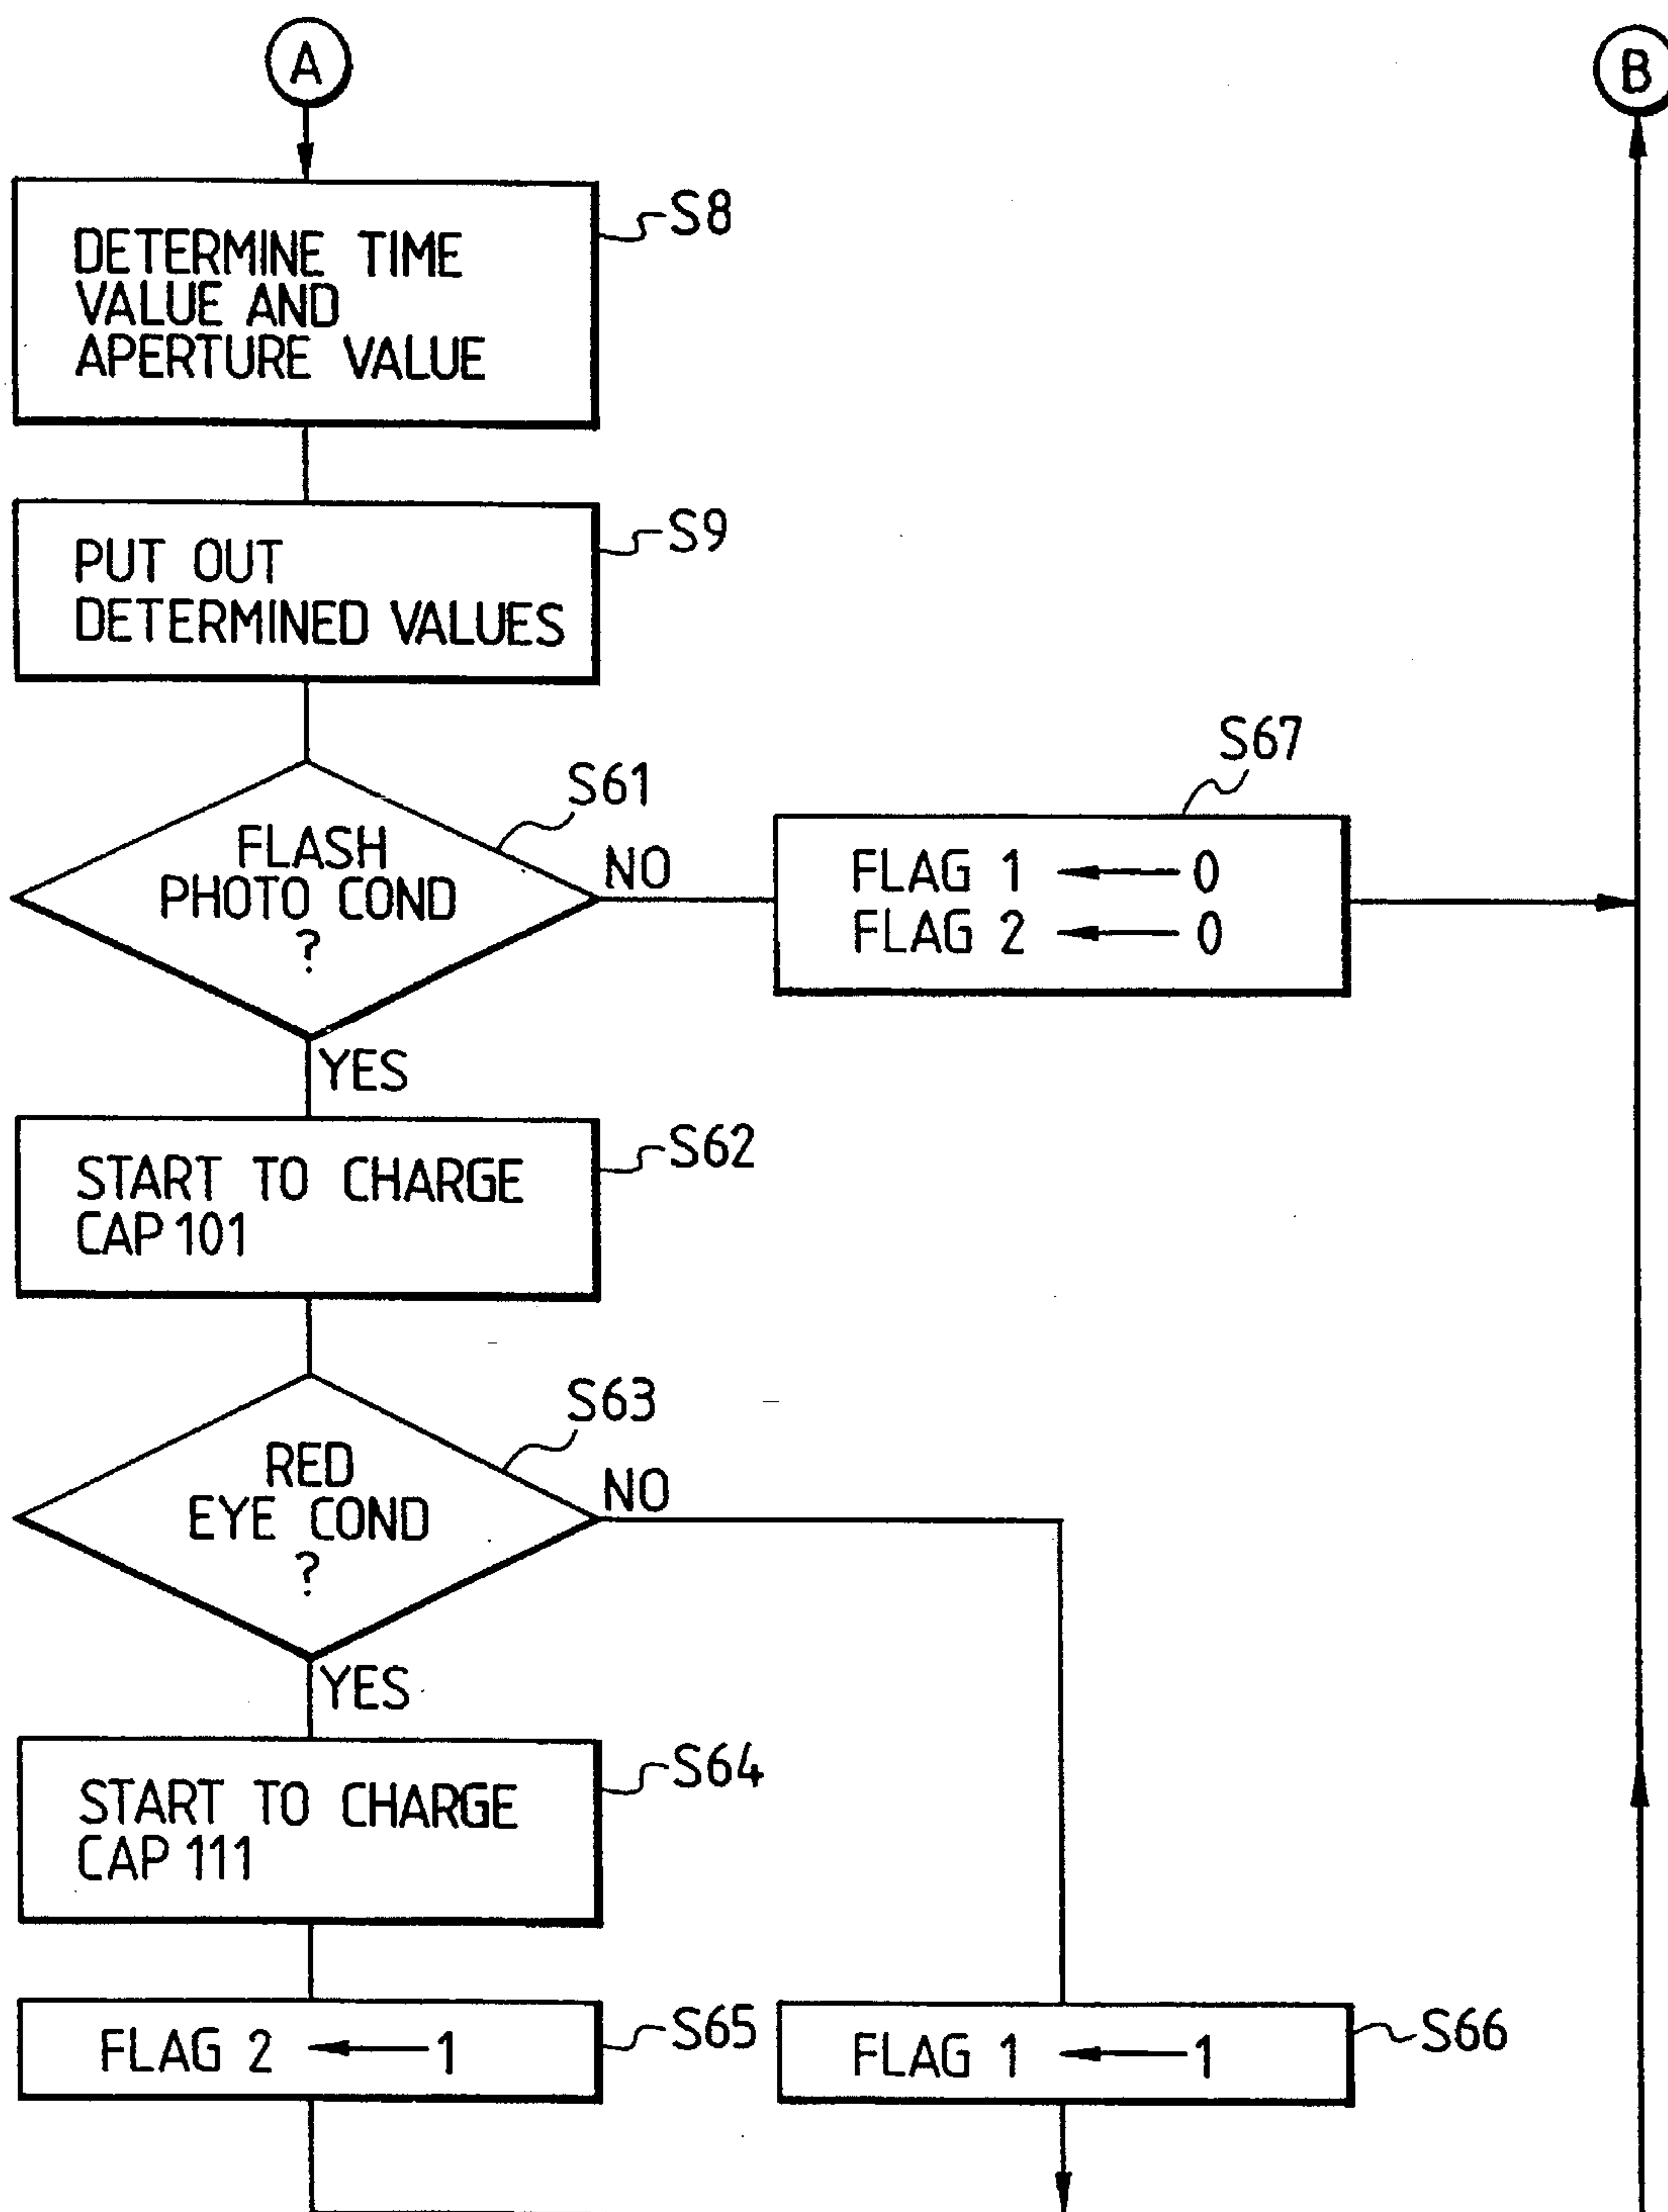 A
B
DETERMINE TIME
VALUE AND
APERTURE VALUE
S8
PUT OUT
DETERMINED VALUES
S9
FLASH
PHOTO COND
?
S61
NO
YES
FLAG 1 ← 0
FLAG 2 ← 0
S67
START TO CHARGE
CAP 101
S62
RED
EYE COND
?
S63
NO
YES
START TO CHARGE
CAP 111
S64
FLAG 2 ← 1
S65
FLAG 1 ← 1
S66